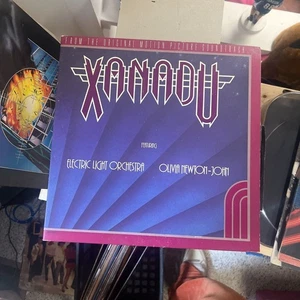 FROM THE ORIGINAL MOTION PICTURE SOUNDTRACK
XANADU
FEATURING
ELECTRIC LIGHT ORCHESTRA OLIVIA NEWTON-JOHN